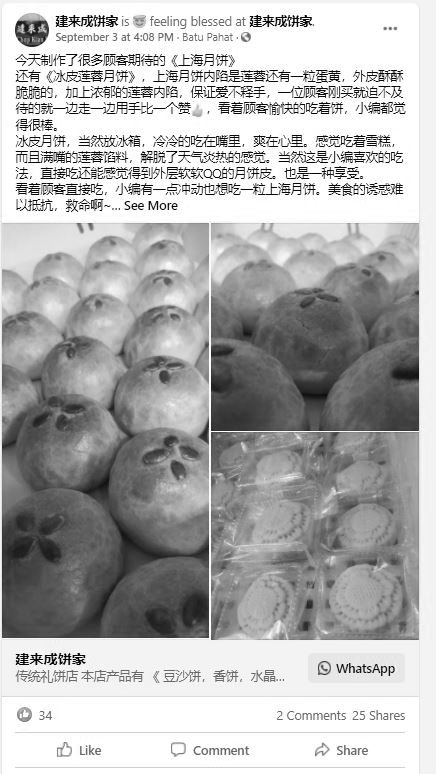 建来成饼家 is feeling blessed at 建来成饼家.
September 3 at 4:08 PM · Batu Pahat ·
今天制作了很多顾客期待的《上海月饼》
还有《冰皮莲蓉月饼》，上海月饼内陷是莲蓉还有一粒蛋黄，外皮酥酥
脆脆的，加上浓郁的莲蓉内陷，保证爱不释手，一位顾客刚买就迫不及
待的就一边走一边用手比一个赞👍，看着顾客愉快的吃着饼，小编都觉
得很棒。
冰皮月饼，当然放冰箱，冷冷的吃在嘴里，爽在心里。感觉吃着雪糕，
而且满嘴的莲蓉馅料，解脱了天气炎热的感觉。当然这是小编喜欢的吃
法，直接吃还能感觉得到外层软软QQ的月饼皮。也是一种享受。
看着顾客直接吃，小编有一点冲动也想吃一粒上海月饼。美食的诱惑难
以抵抗，救命啊~... See More
建来成饼家
传统礼饼店 本店产品有 《 豆沙饼，香饼，水晶...
WhatsApp
34
2 Comments 25 Shares
Like
Comment
Share